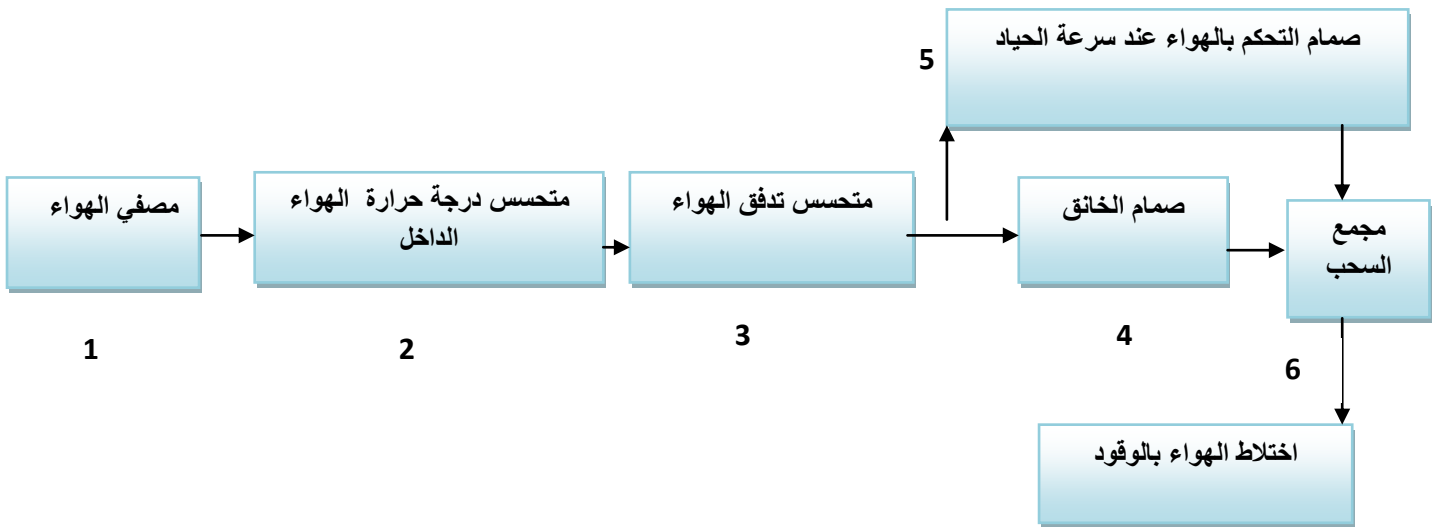 صمام التحكم بالهواء عند سرعة الحياد
5
مصفي الهواء
متحسس درجة حرارة الهواء
الداخل
متحسس تدفق الهواء
صمام الخانق
مجمع
السحب
1
2
3
4
6
اختلاط الهواء بالوقود